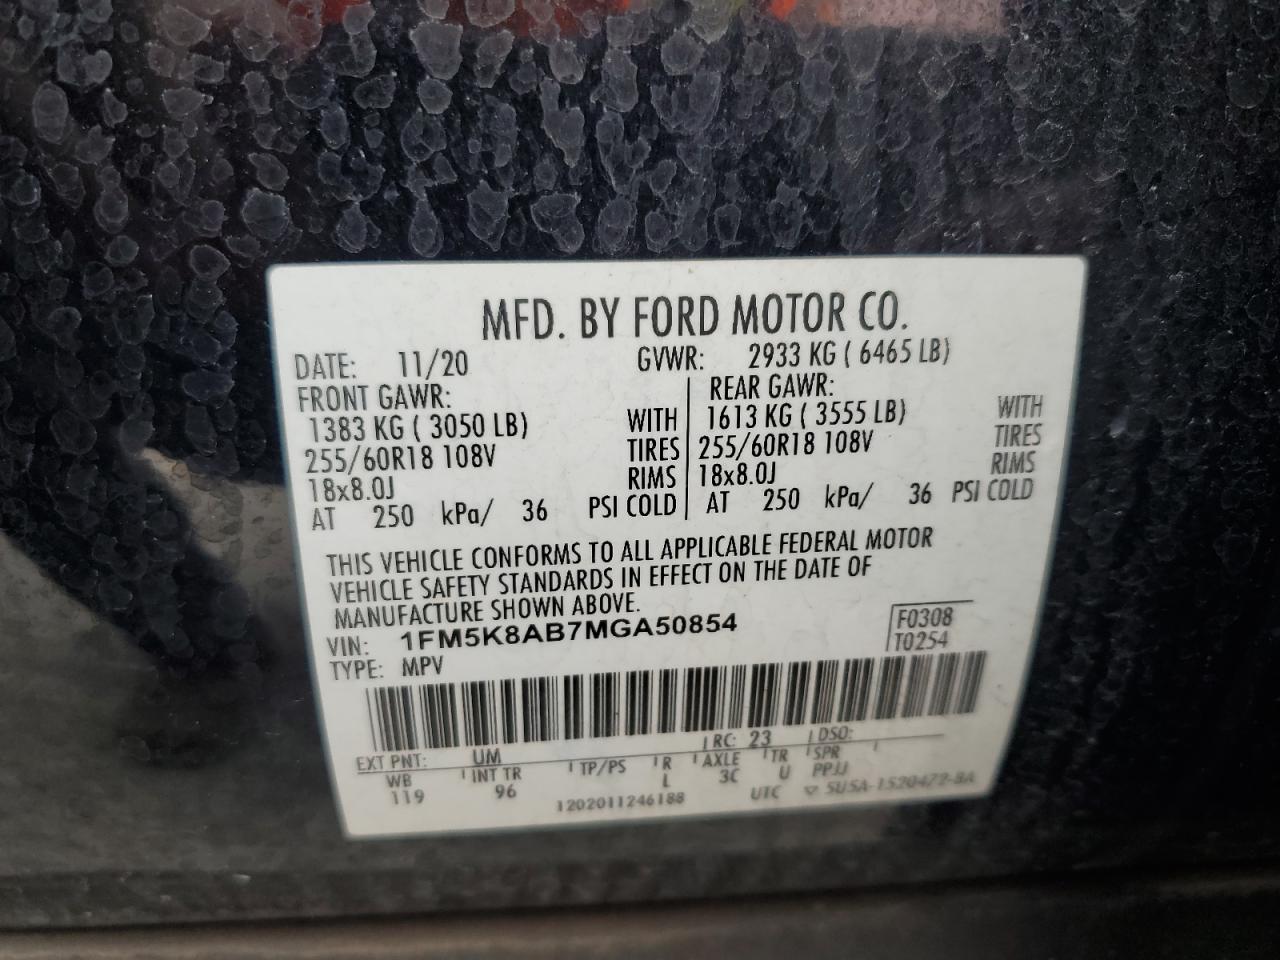 MFD. BY FORD MOTOR CO.
DATE: 11/20 GVWR: 2933 KG ( 6465 LB)
FRONT GAWR: REAR GAWR:
1383 KG ( 3050 LB) WITH 1613 KG ( 3555 LB) WITH
255/60R18 108V TIRES 255/60R18 108V TIRES
18x8.0J RIMS 18x8.0J RIMS
AT 250 kPa/ 36 PSI COLD AT 250 kPa/ 36 PSI COLD
THIS VEHICLE CONFORMS TO ALL APPLICABLE FEDERAL MOTOR
VEHICLE SAFETY STANDARDS IN EFFECT ON THE DATE OF
MANUFACTURE SHOWN ABOVE.
VIN: 1FM5K8AB7MGA50854 F0308
TYPE: MPV T0254
EXT PNT: UM RC: 23 DSO:
WB INT TR TP/PS R AXLE TR SPR
119 96 L 3C U PPJJ
1202011246188 UTC ▽ 5U5A-1520472-BA